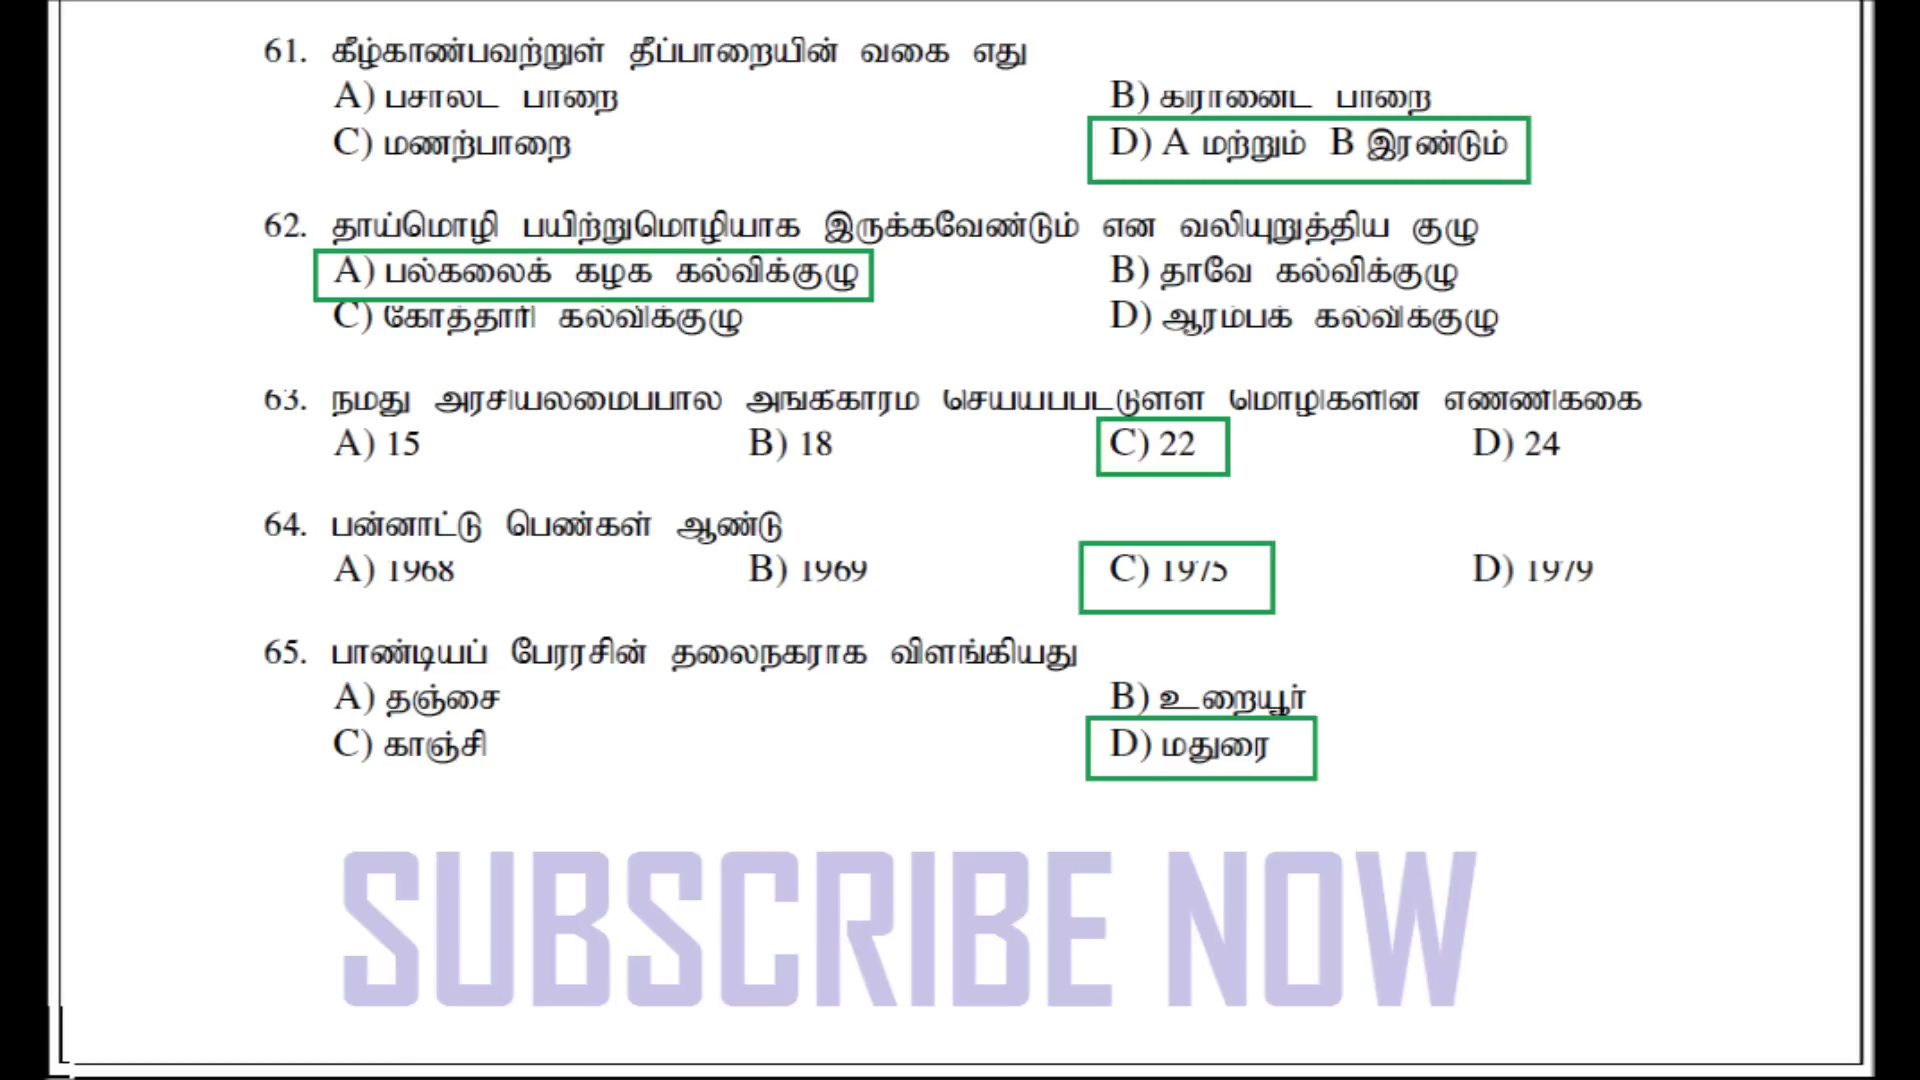 61. கீழ்காண்பவற்றுள் தீப்பாறையின் வகை எது
A) பசால்ட் பாறை B) கிரானைட் பாறை
C) மணற்பாறை D) A மற்றும் B இரண்டும்
62. தாய்மொழி பயிற்றுமொழியாக இருக்கவேண்டும் என வலியுறுத்திய குழு
A) பல்கலைக் கழக கல்விக்குழு B) தாவே கல்விக்குழு
C) கோத்தாரி கல்விக்குழு D) ஆரம்பக் கல்விக்குழு
63. நமது அரசியலமைப்பால் அங்கீகாரம் செய்யப்பட்டுள்ள மொழிகளின் எண்ணிக்கை
A) 15 B) 18 C) 22 D) 24
64. பன்னாட்டு பெண்கள் ஆண்டு
A) 1968 B) 1969 C) 1975 D) 1979
65. பாண்டியப் பேரரசின் தலைநகராக விளங்கியது
A) தஞ்சை B) உறையூர்
C) காஞ்சி D) மதுரை
SUBSCRIBE NOW